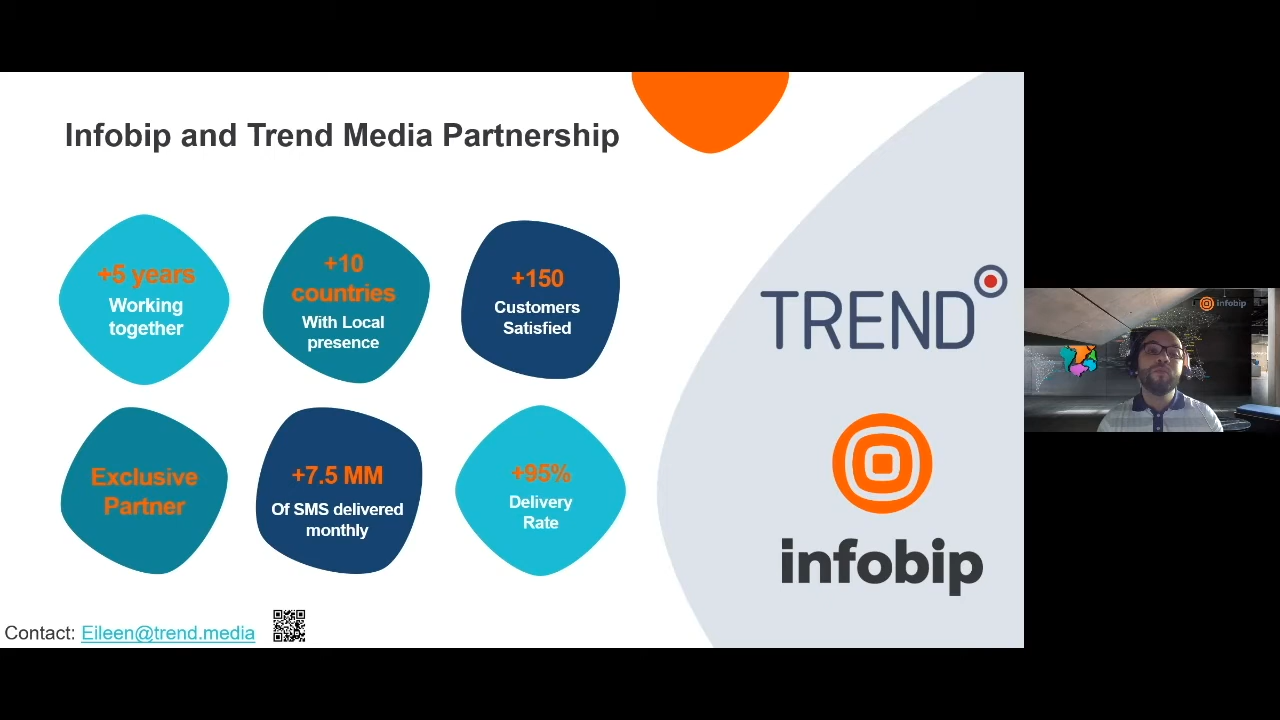 Infobip and Trend Media Partnership
+5 years
Working
together
+10
countries
With Local
presence
+150
Customers
Satisfied
Exclusive
Partner
+7.5 MM
Of SMS delivered
monthly
+95%
Delivery
Rate
TREND
infobip
Contact: Eileen@trend.media
infobip